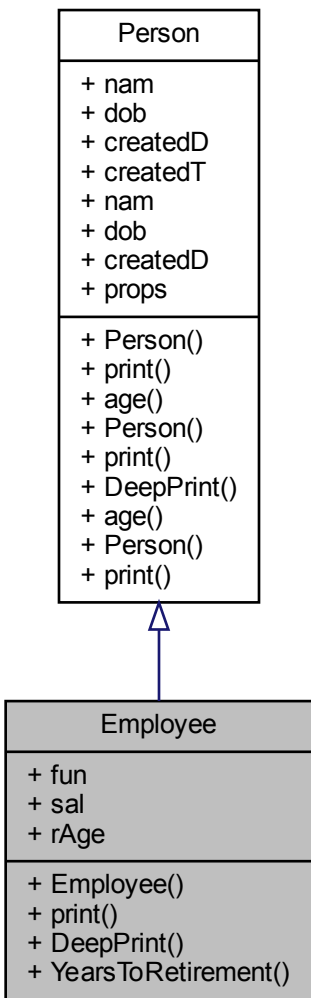 Person
+ nam
+ dob
+ createdD
+ createdT
+ nam
+ dob
+ createdD
+ props
+ Person()
+ print()
+ age()
+ Person()
+ print()
+ DeepPrint()
+ age()
+ Person()
+ print()
Employee
+ fun
+ sal
+ rAge
+ Employee()
+ print()
+ DeepPrint()
+ YearsToRetirement()